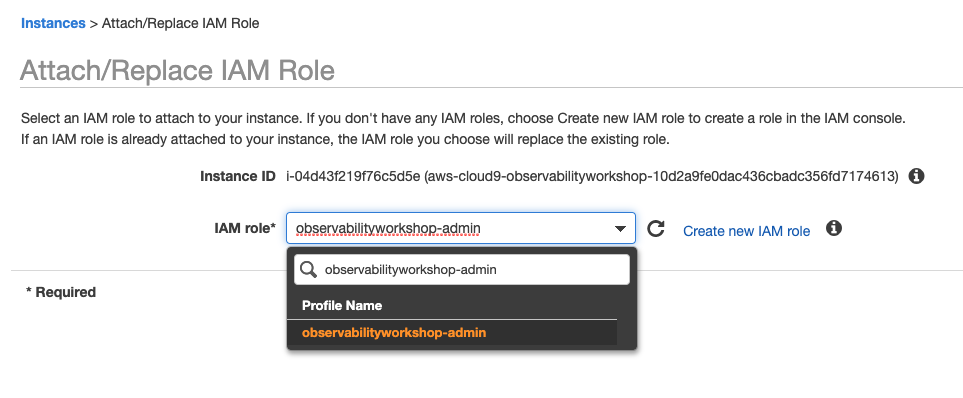 Instances > Attach/Replace IAM Role
Attach/Replace IAM Role
Select an IAM role to attach to your instance. If you don't have any IAM roles, choose Create new IAM role to create a role in the IAM console.
If an IAM role is already attached to your instance, the IAM role you choose will replace the existing role.
Instance ID i-04d43f219f76c5d5e (aws-cloud9-observabilityworkshop-10d2a9fe0dac436cbadc356fd7174613)
IAM role* observabilityworkshop-admin Create new IAM role
observabilityworkshop-admin
* Required
Profile Name
observabilityworkshop-admin